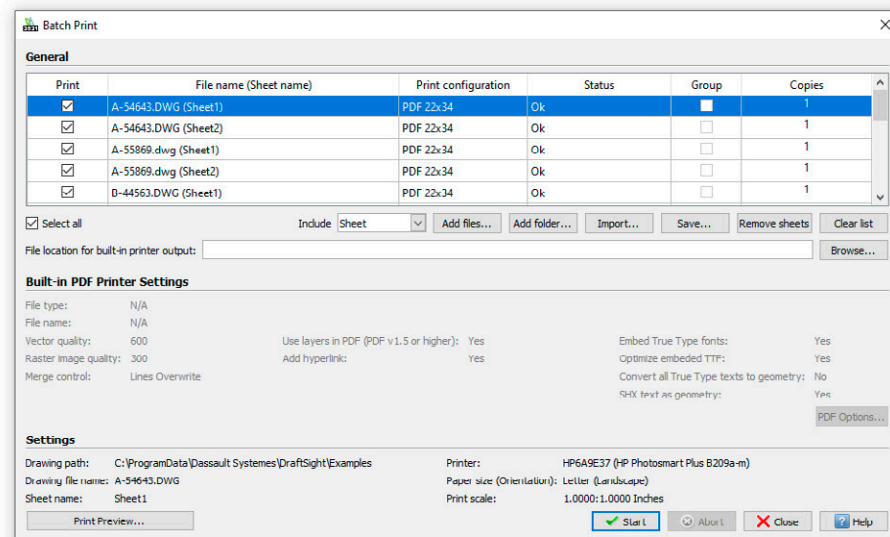 2021 Batch Print
General
Print File name (Sheet name) Print configuration Status Group Copies
A-54643.DWG (Sheet1) PDF 22x34 Ok 1
A-54643.DWG (Sheet2) PDF 22x34 Ok 1
A-55869.dwg (Sheet1) PDF 22x34 Ok 1
A-55869.dwg (Sheet2) PDF 22x34 Ok 1
B-44563.DWG (Sheet1) PDF 22x34 Ok 1
Select all Include Sheet Add files... Add folder... Import... Save... Remove sheets Clear list
File location for built-in printer output: Browse...
Built-in PDF Printer Settings
File type: N/A
File name: N/A
Vector quality: 600 Use layers in PDF (PDF v1.5 or higher): Yes Embed True Type fonts: Yes
Raster image quality: 300 Add hyperlink: Yes Optimize embeded TTF: Yes
Merge control: Lines Overwrite Convert all True Type texts to geometry: No
SHX text as geometry: Yes
PDF Options...
Settings
Drawing path: C:\ProgramData\Dassault Systemes\DraftSight\Examples Printer: HP6A9E37 (HP Photosmart Plus B209a-m)
Drawing file name: A-54643.DWG Paper size (Orientation): Letter (Landscape)
Sheet name: Sheet1 Print scale: 1.0000:1.0000 Inches
Print Preview... Start Abort Close Help